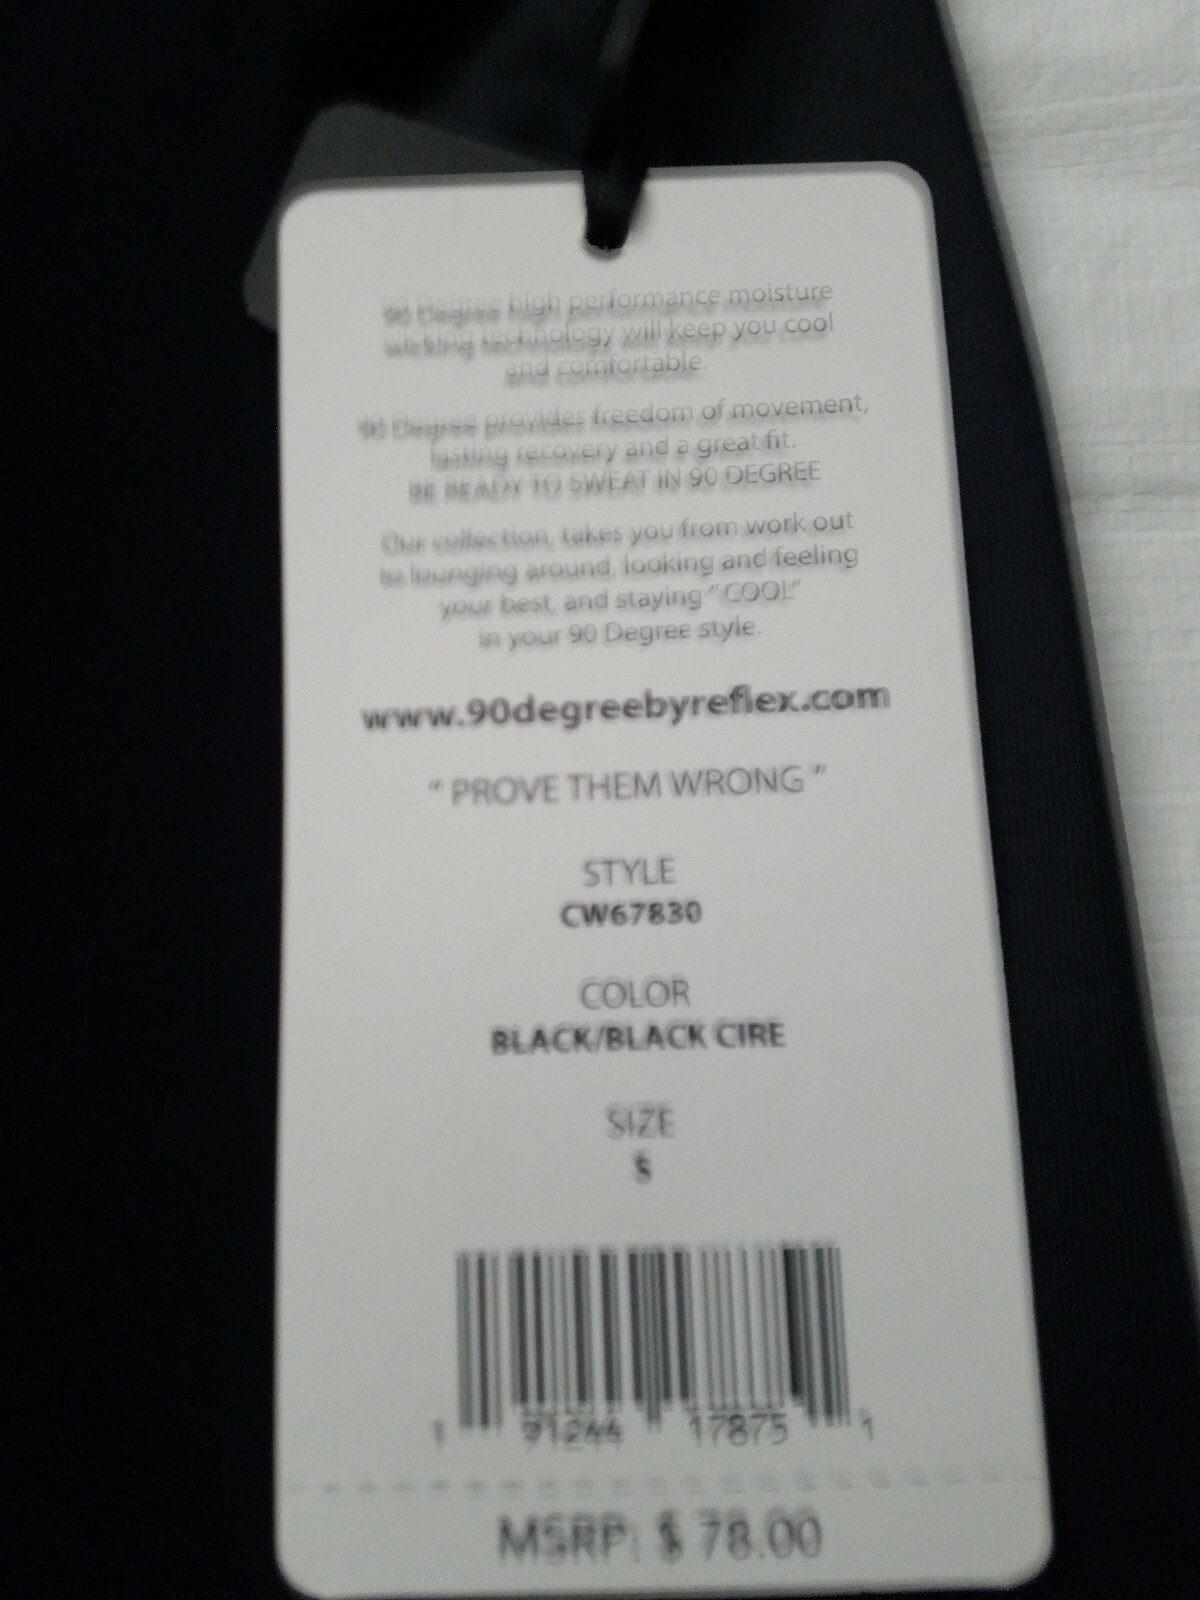 90 Degree high performance moisture
wicking technology will keep you cool
and comfortable.
90 Degree provides freedom of movement,
lasting recovery and a great fit.
BE READY TO SWEAT IN 90 DEGREE
Our collection, takes you from work out
to lounging around, looking and feeling
your best, and staying "COOL"
in your 90 Degree style.
www.90degreebyreflex.com
" PROVE THEM WRONG "
STYLE
CW67830
COLOR
BLACK/BLACK CIRE
SIZE
S
1 91244 17875 1
MSRP: $ 78.00